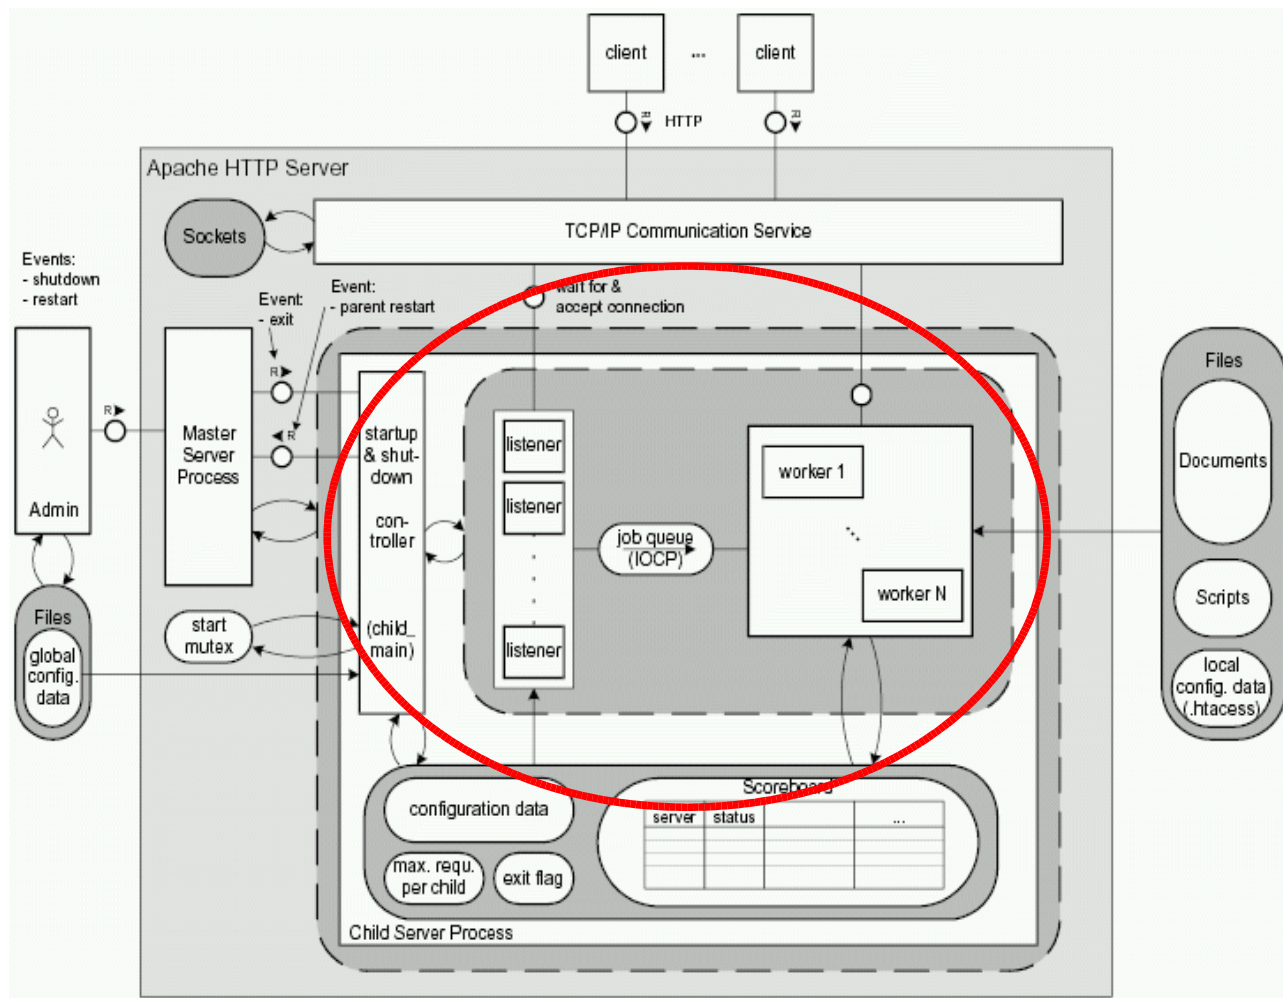 client
...
client
R
HTTP
R
Apache HTTP Server
Sockets
TCP/IP Communication Service
Events:
- shutdown
- restart
Event:
- exit
Event:
- parent restart
wait for &
accept connection
R
R
R
Admin
Master
Server
Process
startup
& shut-
down
con-
troller
(child_
main)
listener
listener
listener
job queue
(IOCP)
worker 1
worker N
Files
Documents
Scripts
local
config. data
(.htacess)
Files
global
config.
data
start
mutex
configuration data
max. requ.
per child
exit flag
Scoreboard
server
status
...
Child Server Process